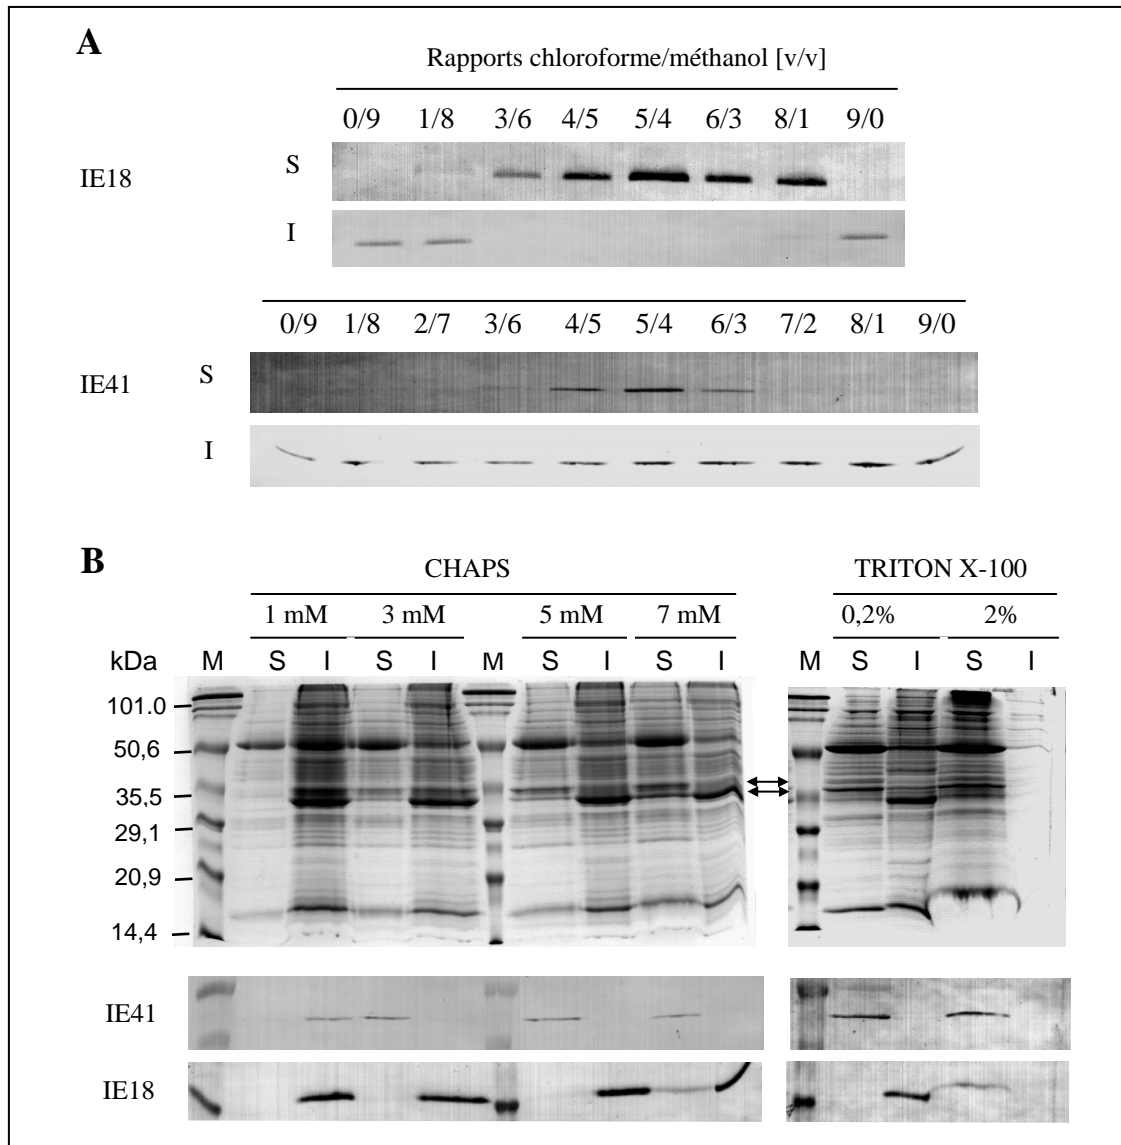 A
Rapports chloroforme/méthanol [v/v]
0/9 1/8 3/6 4/5 5/4 6/3 8/1 9/0
S
IE18
I
0/9 1/8 2/7 3/6 4/5 5/4 6/3 7/2 8/1 9/0
S
IE41
I
B
CHAPS TRITON X-100
1 mM 3 mM 5 mM 7 mM 0,2% 2%
kDa M S I S I M S I S I M S I S I
101.0
50,6
35,5
29,1
20,9
14,4
IE41
IE18